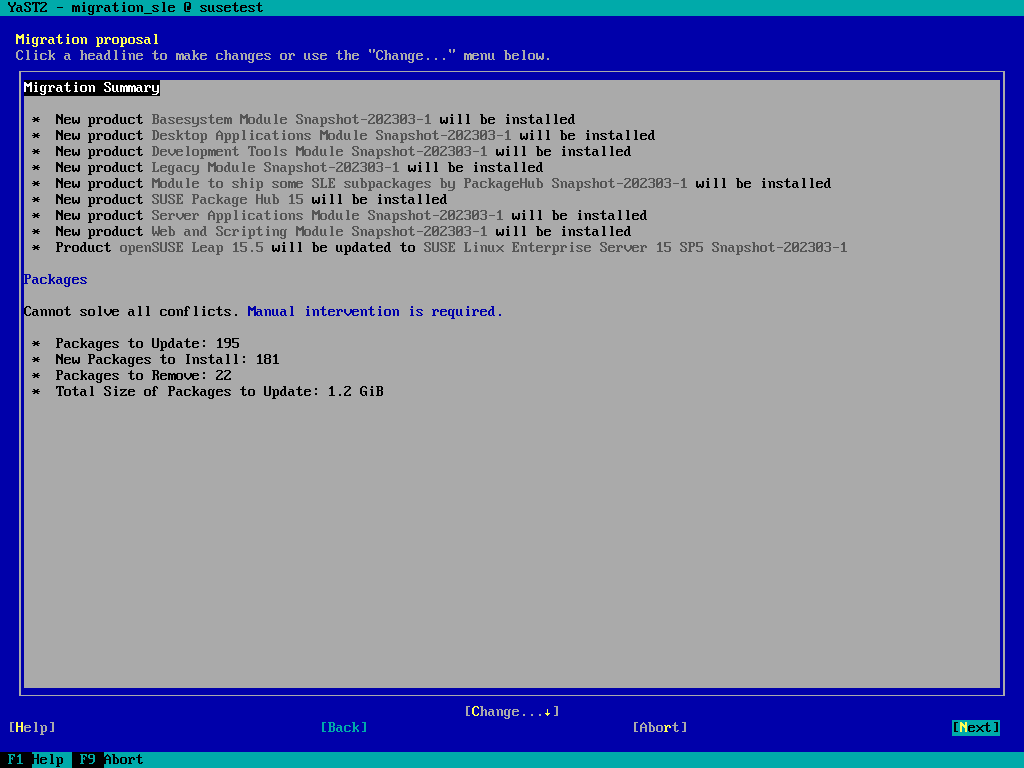 YaST2 - migration_sle @ susetest
Migration proposal
Click a headline to make changes or use the "Change..." menu below.
Migration Summary
* New product Basesystem Module Snapshot-202303-1 will be installed
* New product Desktop Applications Module Snapshot-202303-1 will be installed
* New product Development Tools Module Snapshot-202303-1 will be installed
* New product Legacy Module Snapshot-202303-1 will be installed
* New product Module to ship some SLE subpackages by PackageHub Snapshot-202303-1 will be installed
* New product SUSE Package Hub 15 will be installed
* New product Server Applications Module Snapshot-202303-1 will be installed
* New product Web and Scripting Module Snapshot-202303-1 will be installed
* Product openSUSE Leap 15.5 will be updated to SUSE Linux Enterprise Server 15 SP5 Snapshot-202303-1
Packages
Cannot solve all conflicts. Manual intervention is required.
* Packages to Update: 195
* New Packages to Install: 181
* Packages to Remove: 22
* Total Size of Packages to Update: 1.2 GiB
[Change...↓]
[Help] [Back] [Abort] [Next]
F1 Help F9 Abort